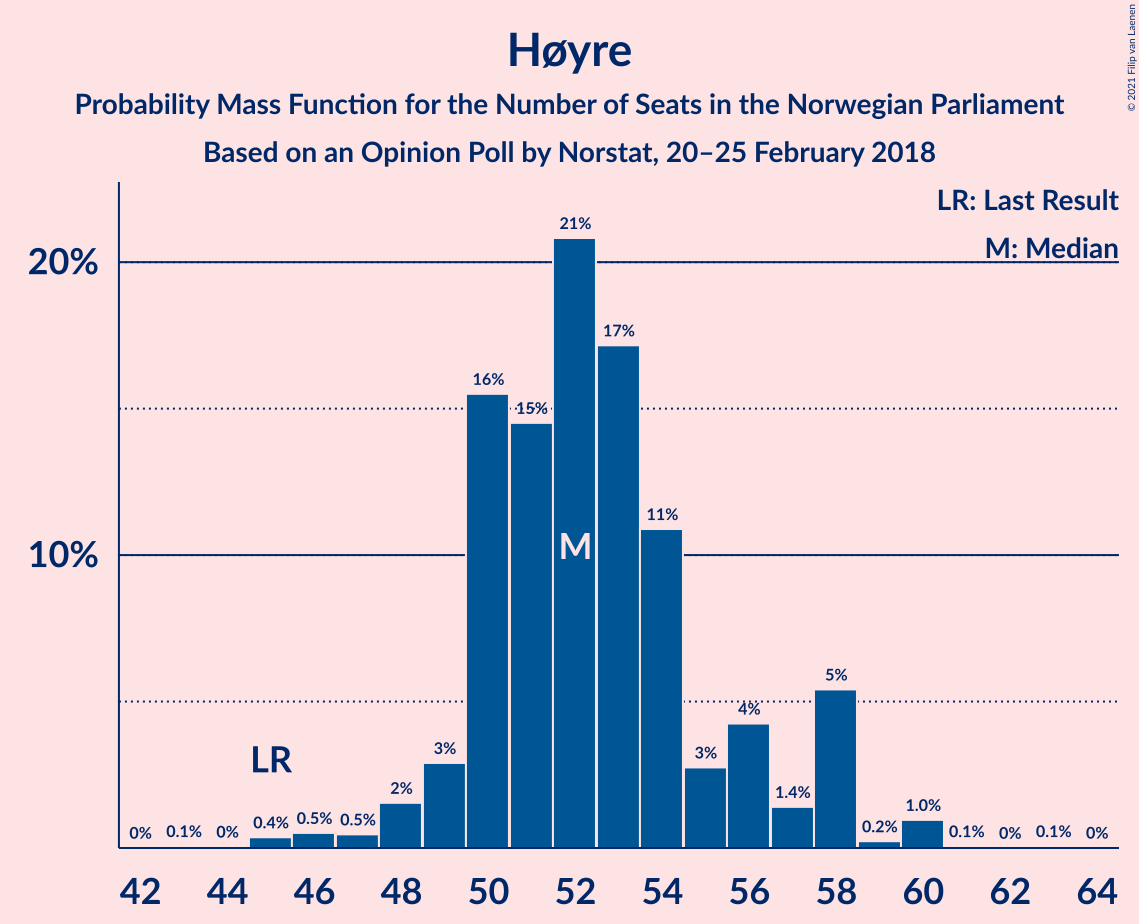 Høyre
Probability Mass Function for the Number of Seats in the Norwegian Parliament
Based on an Opinion Poll by Norstat, 20–25 February 2018
© 2021 Filip van Laenen
LR: Last Result
M: Median
20%
10%
LR
M
0%
0.1%
0%
0.4%
0.5%
0.5%
2%
3%
16%
15%
21%
17%
11%
3%
4%
1.4%
5%
0.2%
1.0%
0.1%
0%
0.1%
0%
42 44 46 48 50 52 54 56 58 60 62 64